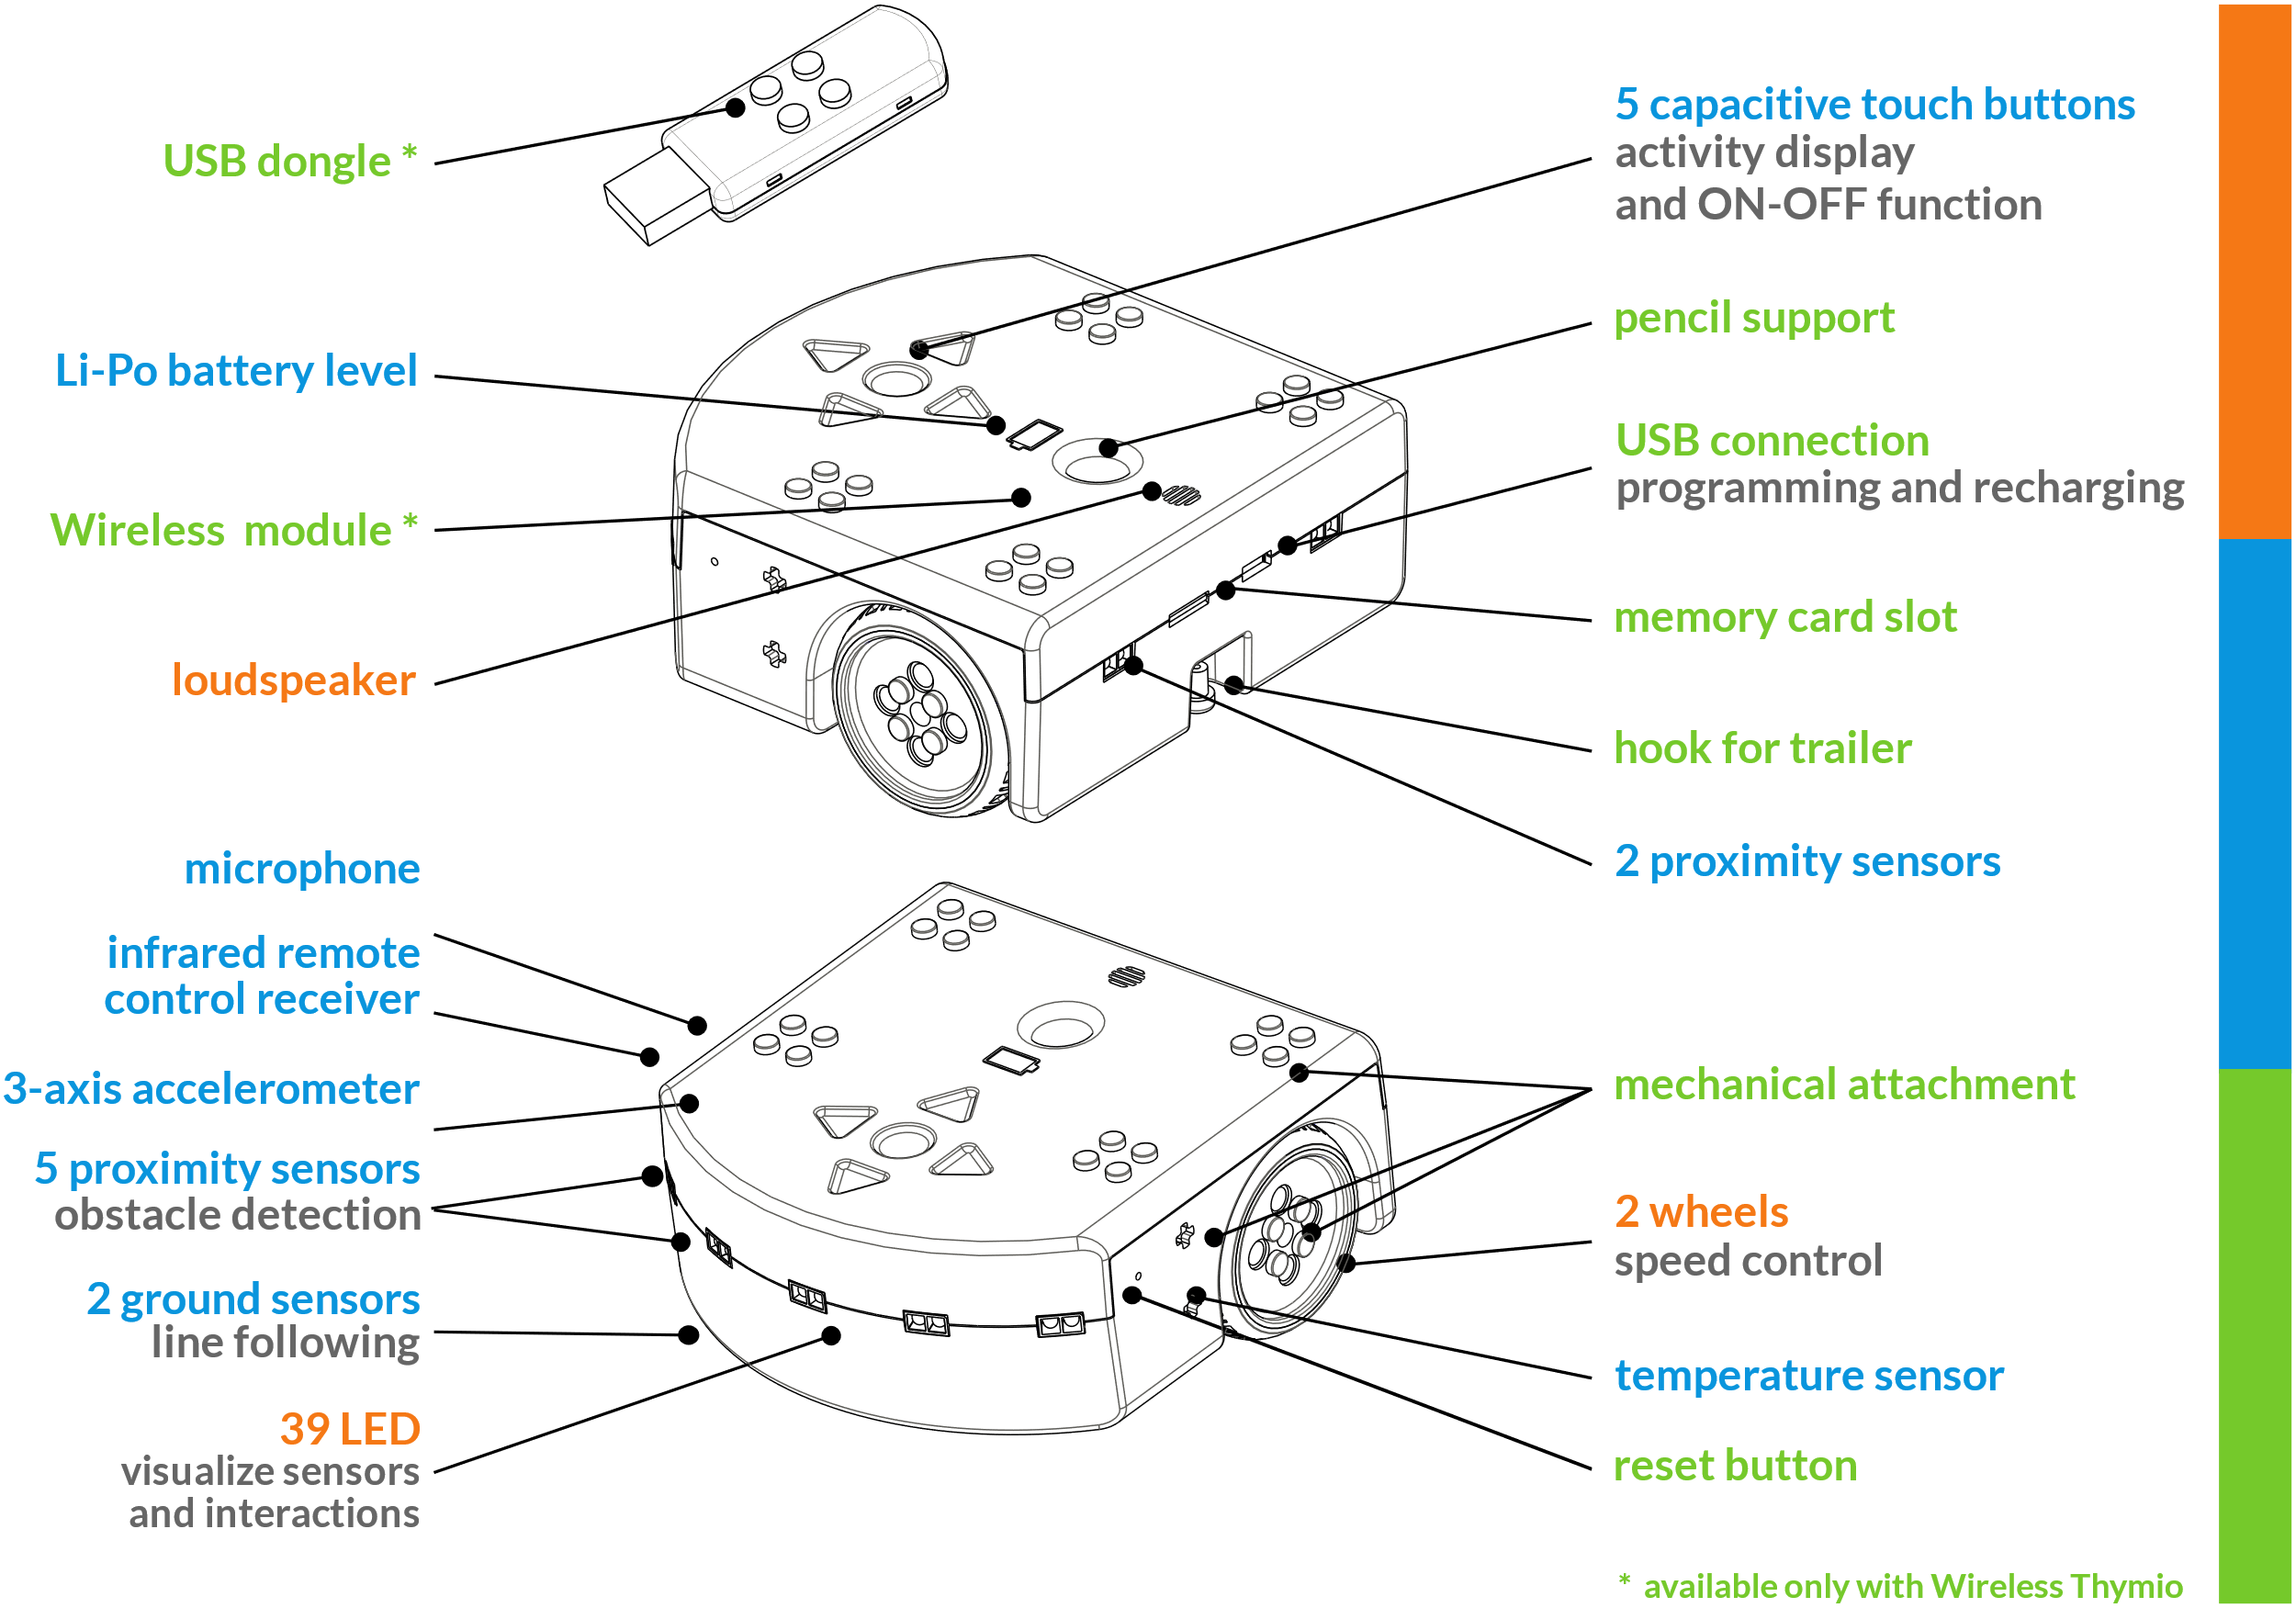 USB dongle *
Li-Po battery level
Wireless module *
loudspeaker
microphone
infrared remote
control receiver
3-axis accelerometer
5 proximity sensors
obstacle detection
2 ground sensors
line following
39 LED
visualize sensors
and interactions
5 capacitive touch buttons
activity display
and ON-OFF function
pencil support
USB connection
programming and recharging
memory card slot
hook for trailer
2 proximity sensors
mechanical attachment
2 wheels
speed control
temperature sensor
reset button
* available only with Wireless Thymio